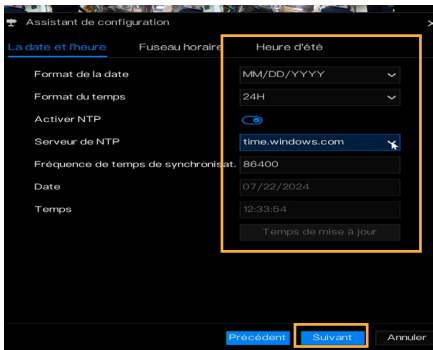 Assistant de configuration
La date et l'heure Fuseau horaire Heure d'été
Format de la date MM/DD/YYYY
Format du temps 24H
Activer NTP
Serveur de NTP time.windows.com
Fréquence de temps de synchronisat. 86400
Date 07/22/2024
Temps 12:33:54
Temps de mise à jour
Précédent Suivant Annuler